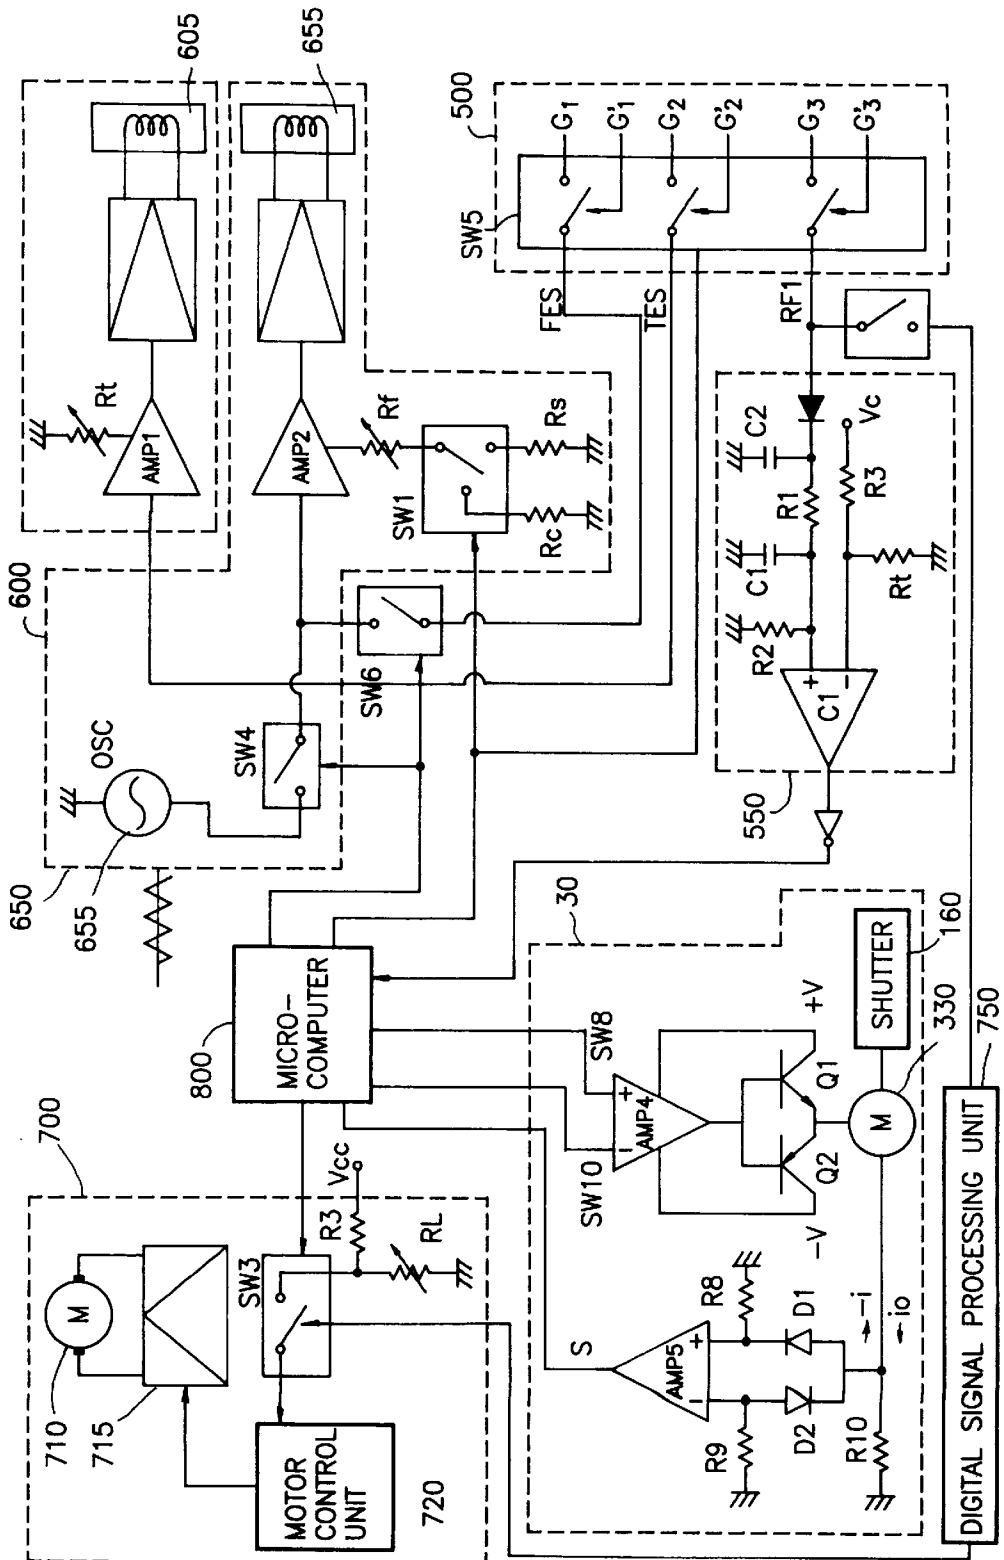 605
655
500
G1
G'1
G2
G'2
G3
G'3
SW5
FES
TES
RF1
Rt
AMP1
AMP2
Rf
Rs
Rc
SW1
600
SW6
SW4
OSC
650
655
C2
Vc
R1
R3
C1
Rt
R2
+
−
C1
550
800
MICRO-
COMPUTER
30
SHUTTER
160
330
750
SW8
SW10
+
−
AMP4
+V
−V
Q1
Q2
M
700
Vcc
R3
RL
SW3
M
710
715
MOTOR
CONTROL
UNIT
720
S
AMP5
+
−
R8
R9
D1
D2
R10
−i
io
DIGITAL SIGNAL PROCESSING UNIT